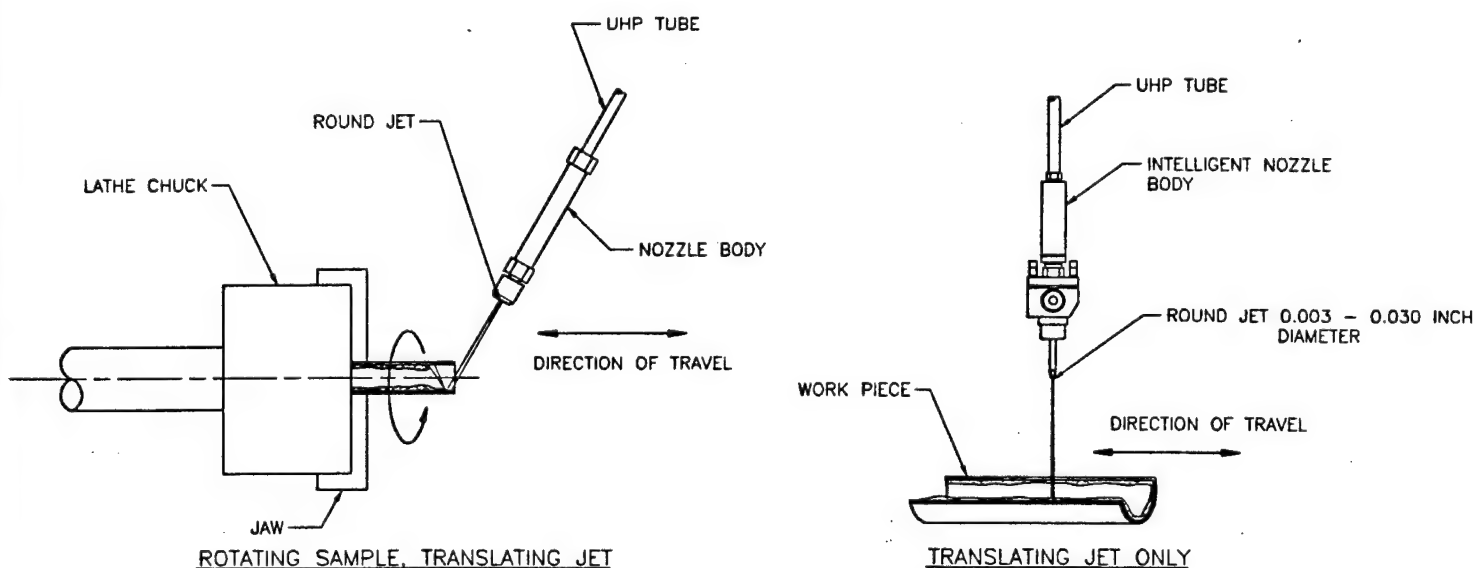 UHP TUBE
ROUND JET
LATHE CHUCK
NOZZLE BODY
DIRECTION OF TRAVEL
JAW
ROTATING SAMPLE, TRANSLATING JET
UHP TUBE
INTELLIGENT NOZZLE
BODY
ROUND JET 0.003 – 0.030 INCH
DIAMETER
WORK PIECE
DIRECTION OF TRAVEL
TRANSLATING JET ONLY